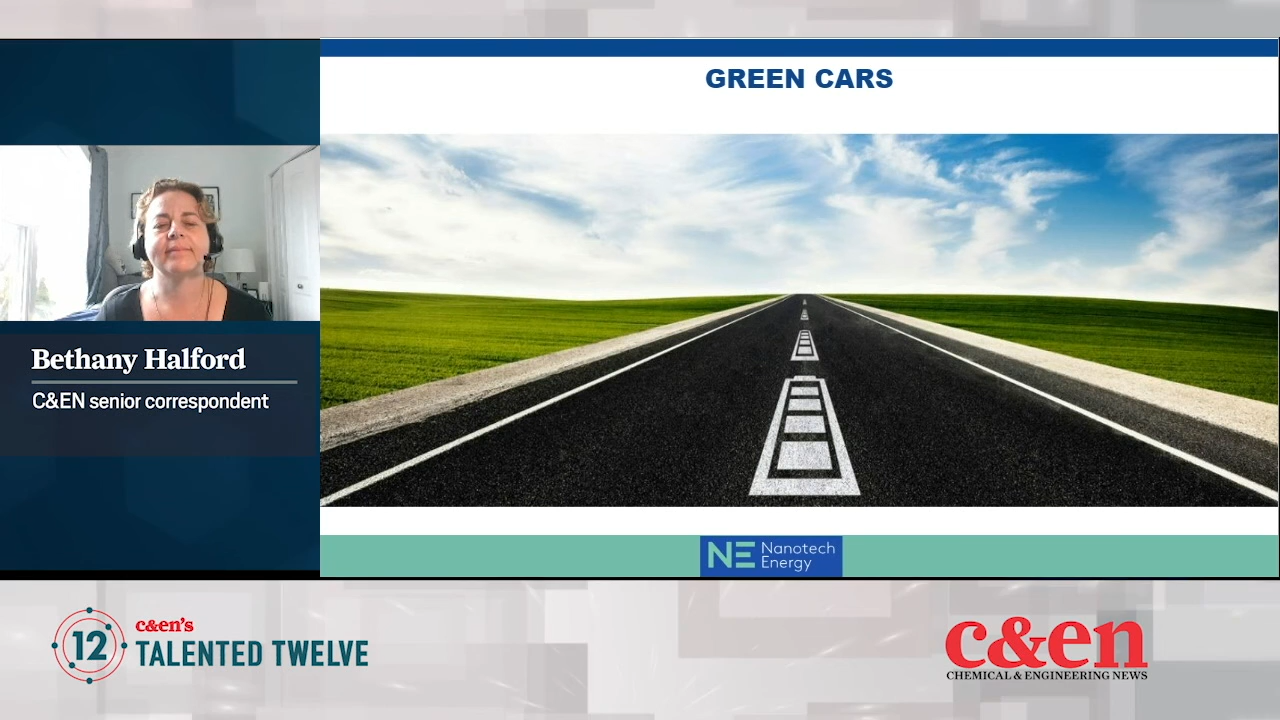 GREEN CARS
Bethany Halford
C&EN senior correspondent
NE Nanotech
Energy
12
c&en's
TALENTED TWELVE
c&en
CHEMICAL & ENGINEERING NEWS